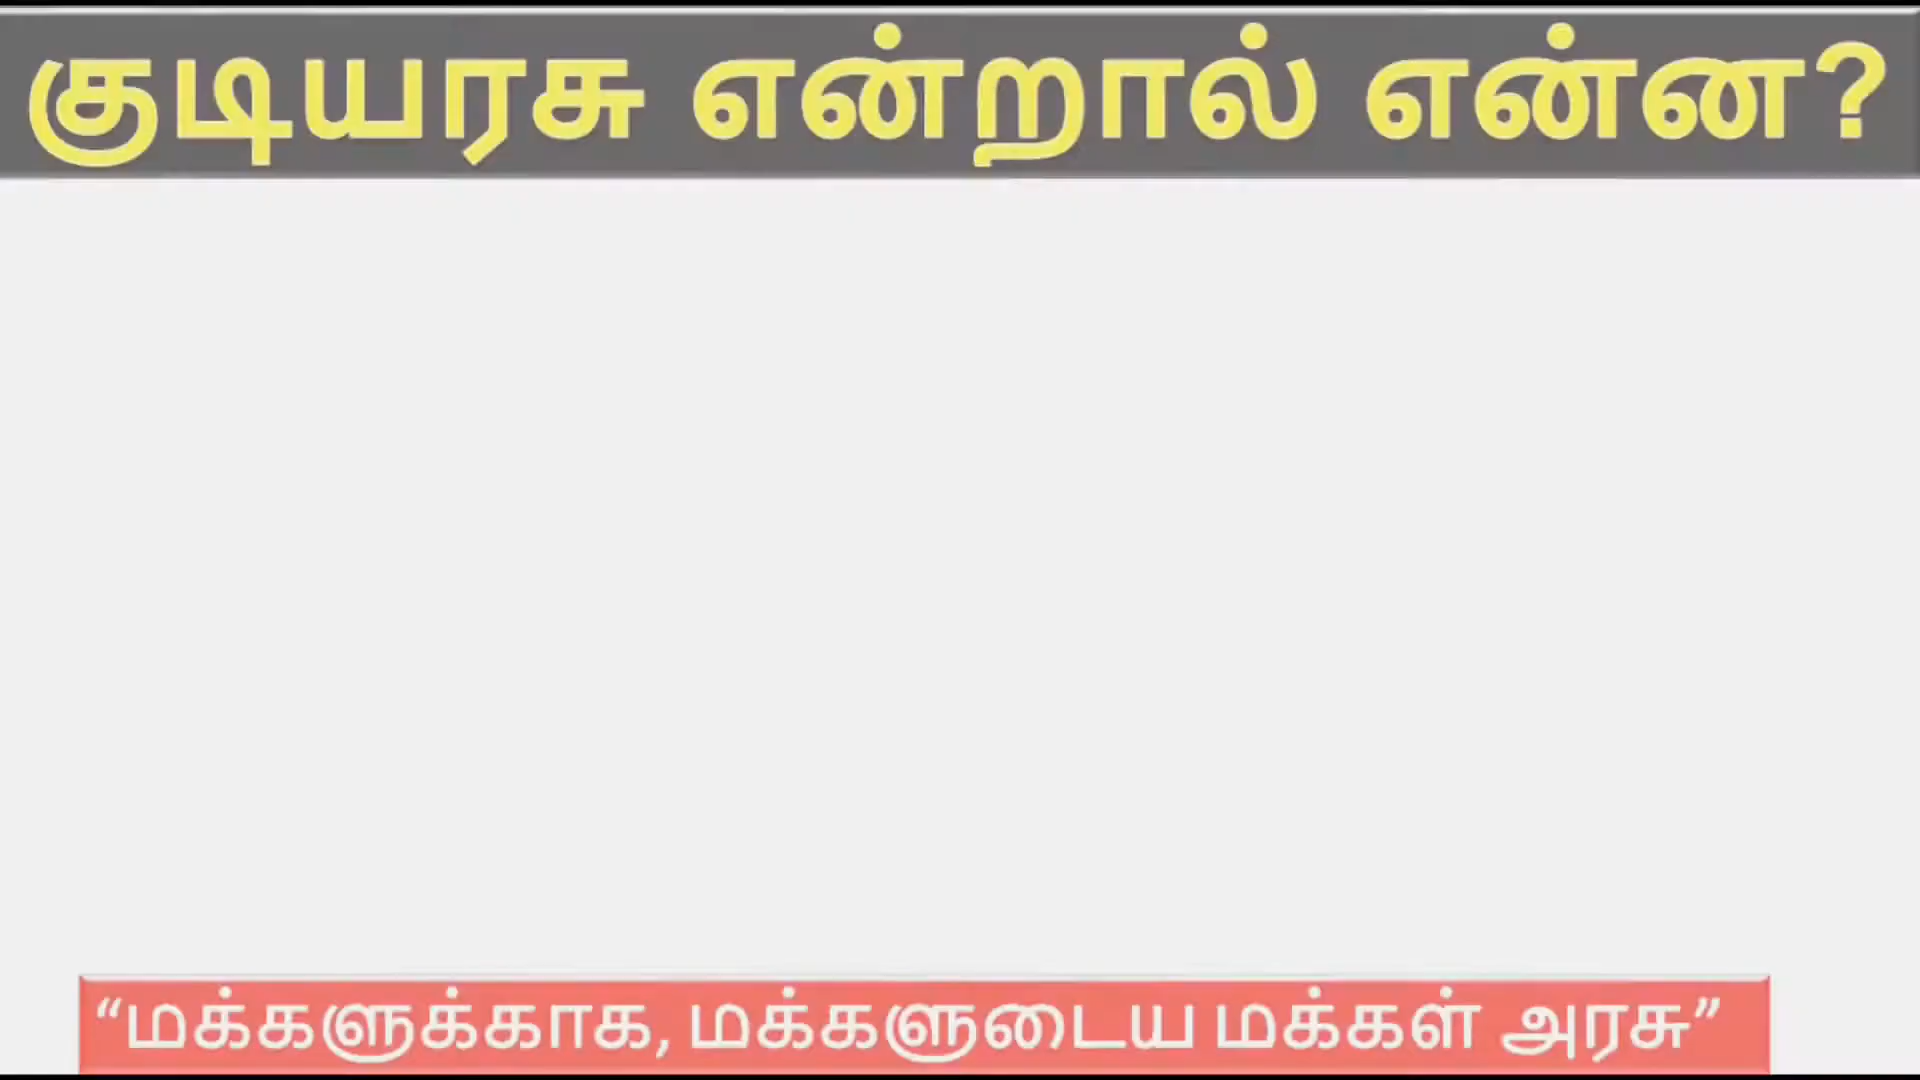 குடியரசு என்றால் என்ன?
“மக்களுக்காக, மக்களுடைய மக்கள் அரசு”